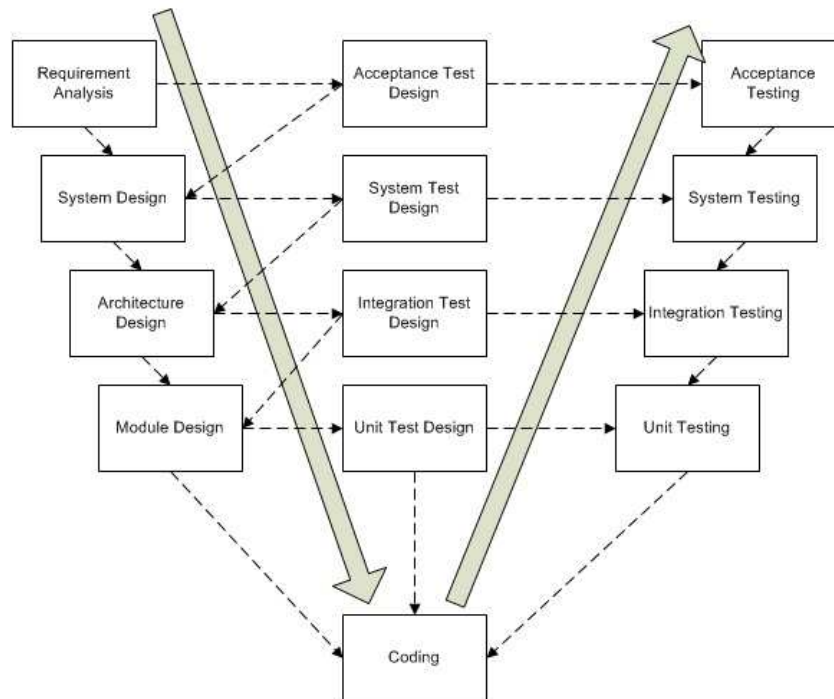 Requirement
Analysis
Acceptance Test
Design
Acceptance
Testing
System Design
System Test
Design
System Testing
Architecture
Design
Integration Test
Design
Integration Testing
Module Design
Unit Test Design
Unit Testing
Coding